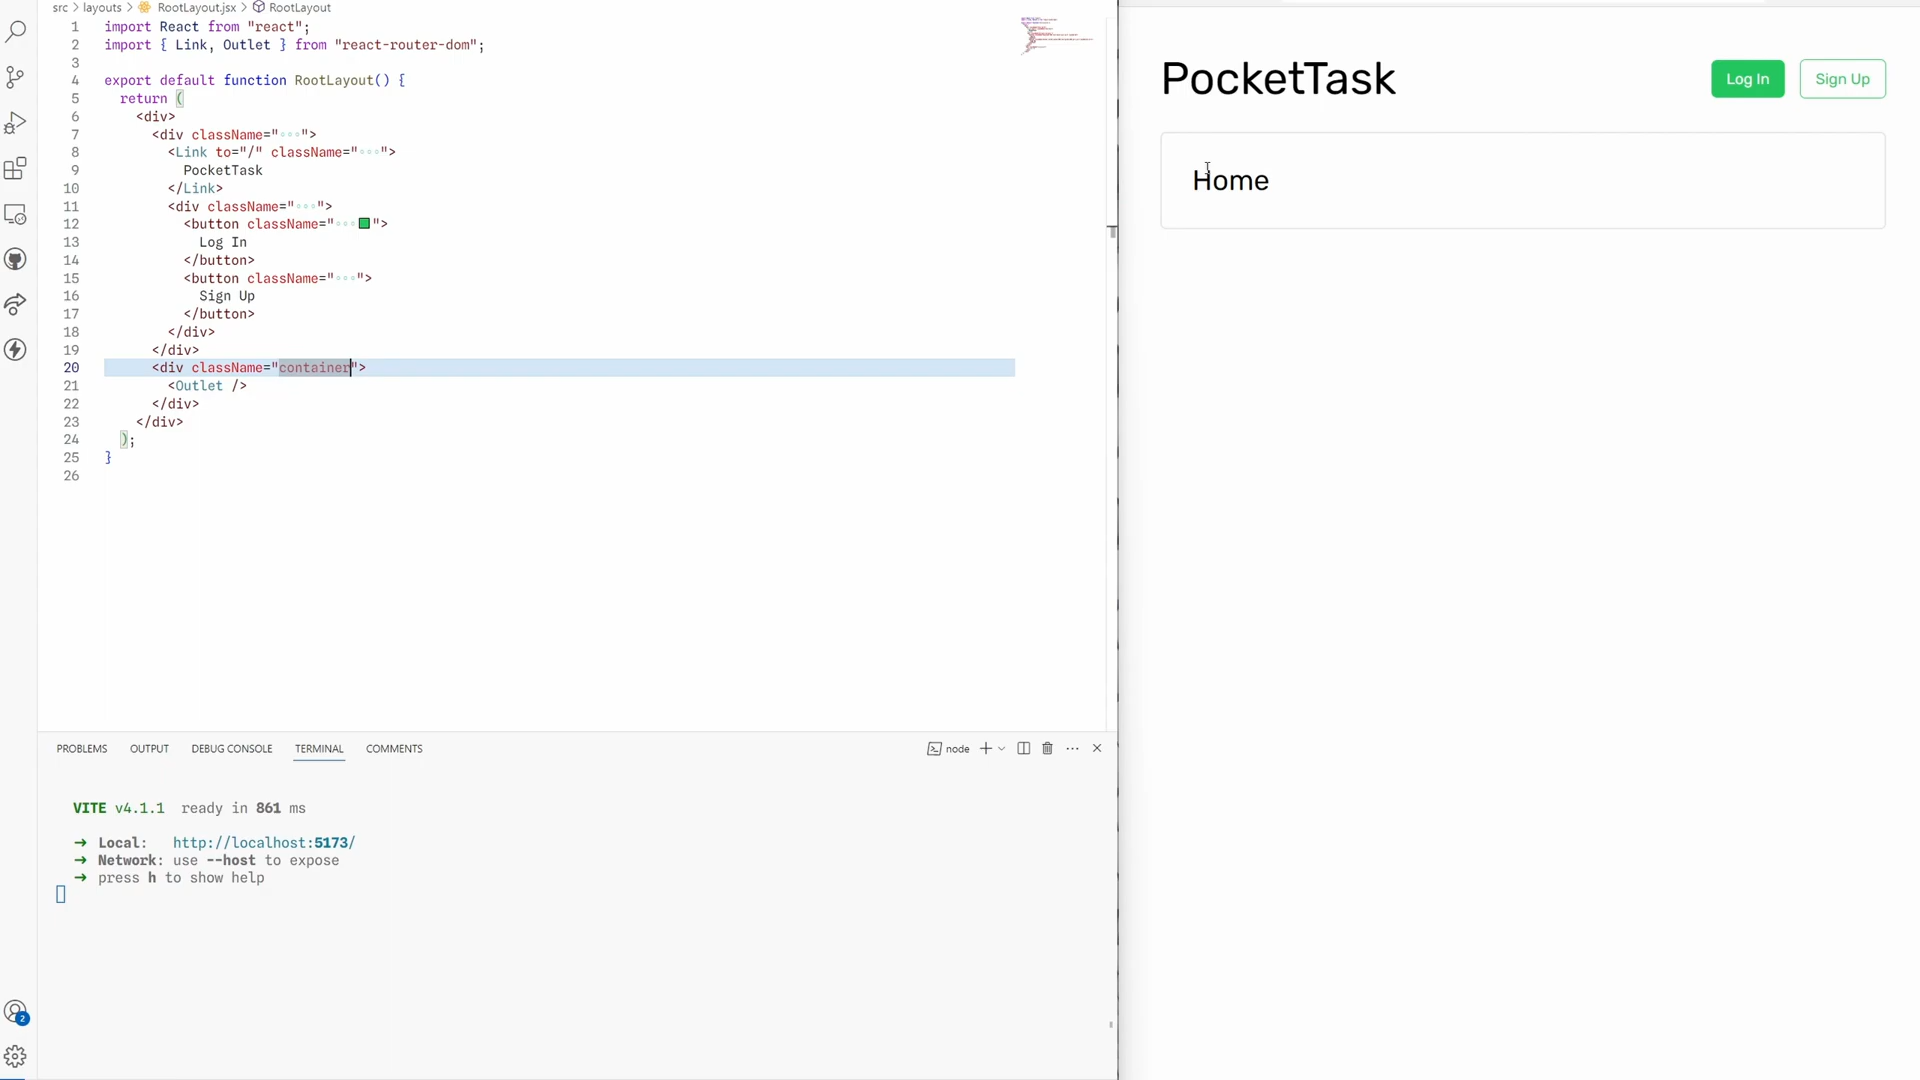 src > layouts > RootLayout.jsx > RootLayout
1 import React from "react";
2 import { Link, Outlet } from "react-router-dom";
3
4 export default function RootLayout() {
5 return (
6 <div>
7 <div className="◦◦◦">
8 <Link to="/" className="◦◦◦">
9 PocketTask
10 </Link>
11 <div className="◦◦◦">
12 <button className="◦◦◦">
13 Log In
14 </button>
15 <button className="◦◦◦">
16 Sign Up
17 </button>
18 </div>
19 </div>
20 <div className="container">
21 <Outlet />
22 </div>
23 </div>
24 );
25 }
26
PROBLEMS OUTPUT DEBUG CONSOLE TERMINAL COMMENTS node
VITE v4.1.1 ready in 861 ms
➜ Local: http://localhost:5173/
➜ Network: use --host to expose
➜ press h to show help
2
PocketTask
Log In
Sign Up
Home